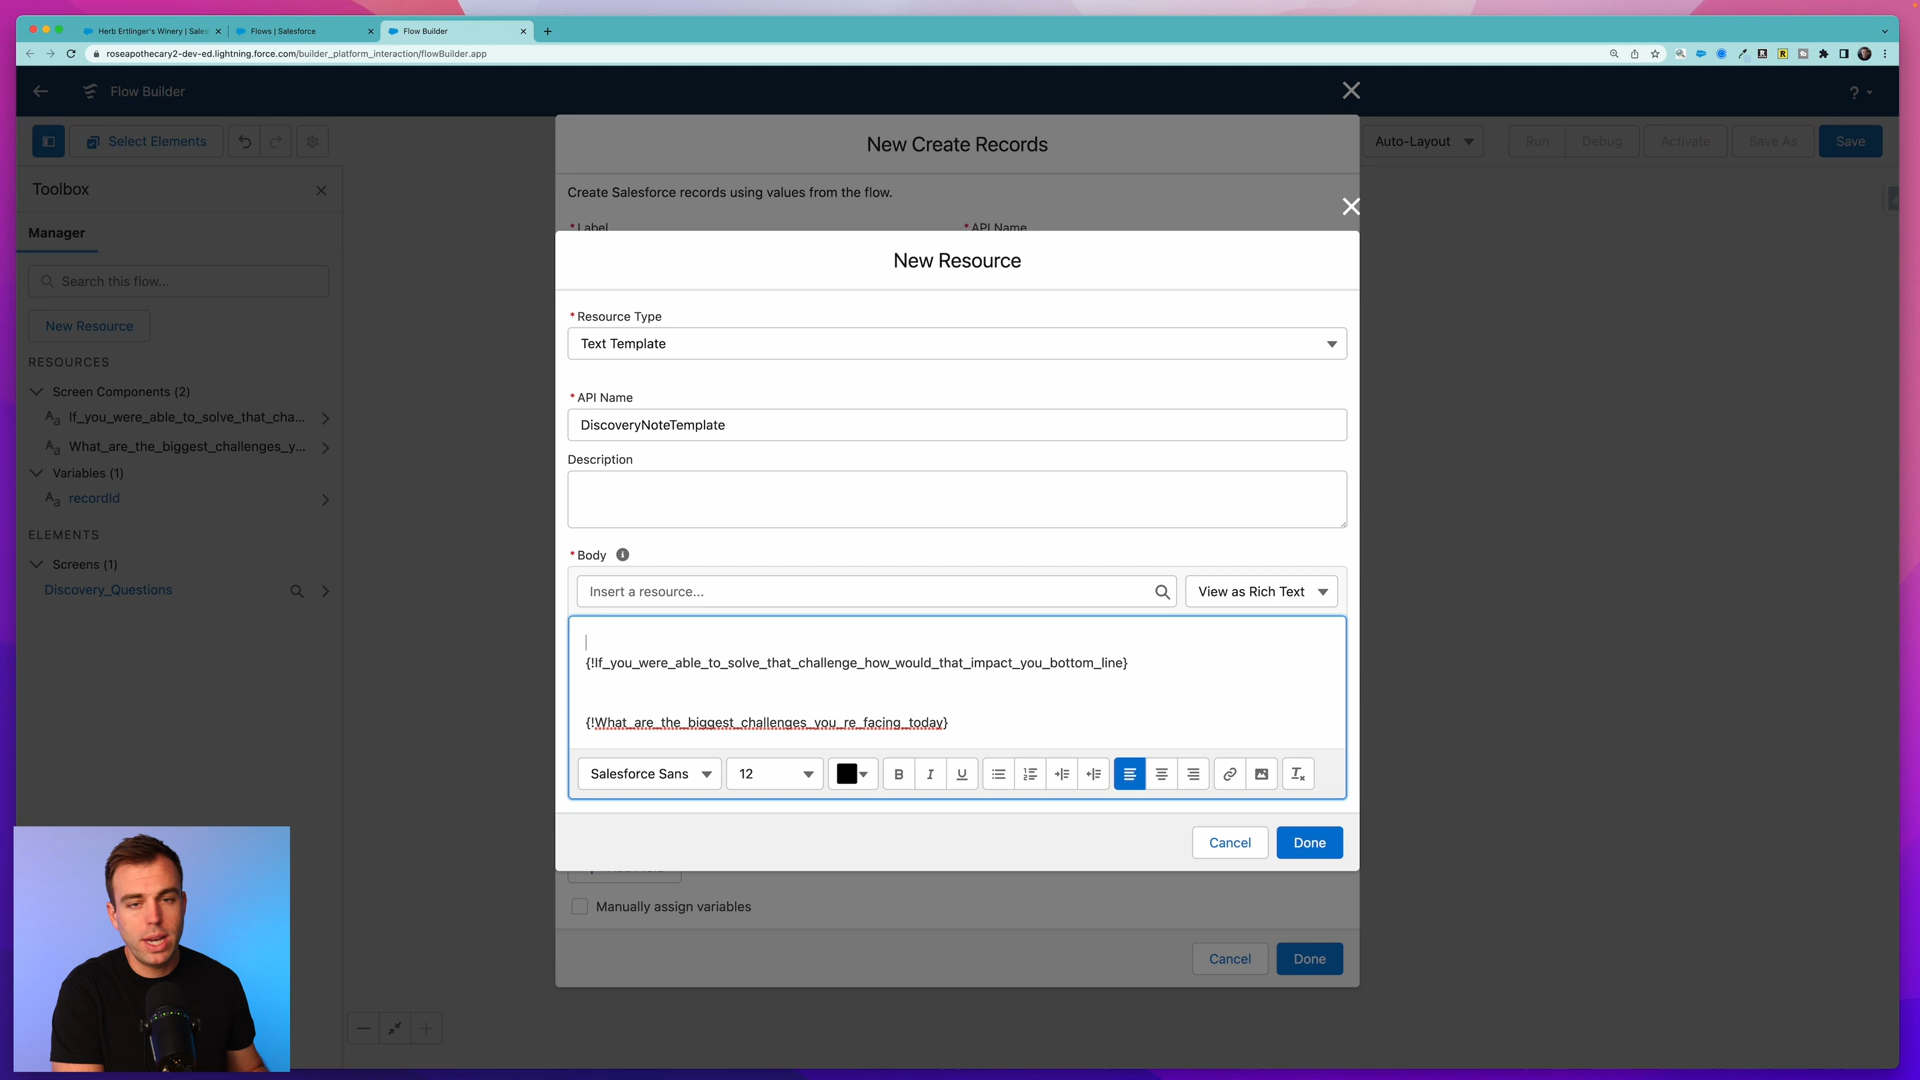 Herb Ertlinger's Winery | Sales
Flows | Salesforce
Flow Builder
roseapothecary2-dev-ed.lightning.force.com/builder_platform_interaction/flowBuilder.app
Flow Builder
?
Select Elements
Auto-Layout
Run
Debug
Activate
Save As
Save
Toolbox
Manager
Search this flow...
New Resource
RESOURCES
Screen Components (2)
If_you_were_able_to_solve_that_cha...
What_are_the_biggest_challenges_y...
Variables (1)
recordId
ELEMENTS
Screens (1)
Discovery_Questions
New Create Records
Create Salesforce records using values from the flow.
* Label
* API Name
New Resource
* Resource Type
Text Template
* API Name
DiscoveryNoteTemplate
Description
* Body
Insert a resource...
View as Rich Text
{!If_you_were_able_to_solve_that_challenge_how_would_that_impact_you_bottom_line}
{!What_are_the_biggest_challenges_you_re_facing_today}
Salesforce Sans
12
B
I
U
Cancel
Done
Manually assign variables
Cancel
Done